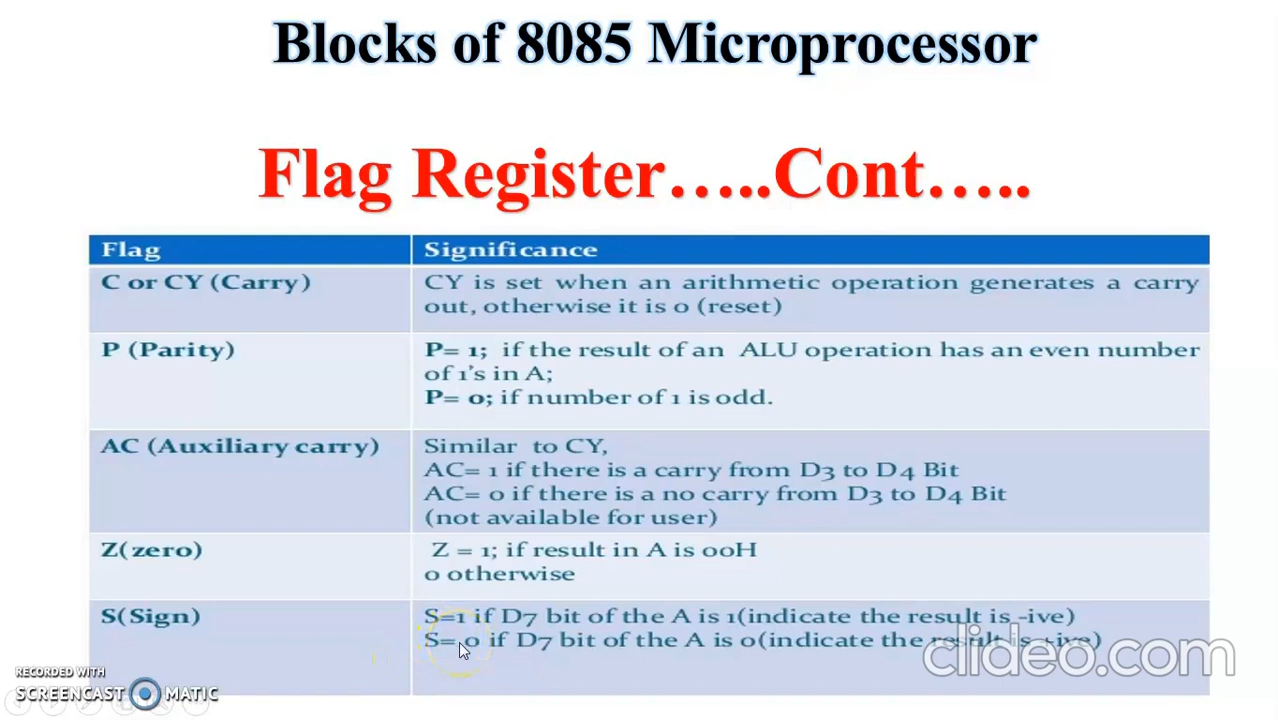 Blocks of 8085 Microprocessor
Flag Register…..Cont…..
Flag Significance
C or CY (Carry) CY is set when an arithmetic operation generates a carry
out, otherwise it is 0 (reset)
P (Parity) P= 1; if the result of an ALU operation has an even number
of 1's in A;
P= 0; if number of 1 is odd.
AC (Auxiliary carry) Similar to CY,
AC= 1 if there is a carry from D3 to D4 Bit
AC= 0 if there is a no carry from D3 to D4 Bit
(not available for user)
Z(zero) Z = 1; if result in A is 00H
0 otherwise
S(Sign) S=1 if D7 bit of the A is 1(indicate the result is -ive)
S= 0 if D7 bit of the A is 0(indicate the result is +ive)
clideo.com
RECORDED WITH
SCREENCAST MATIC